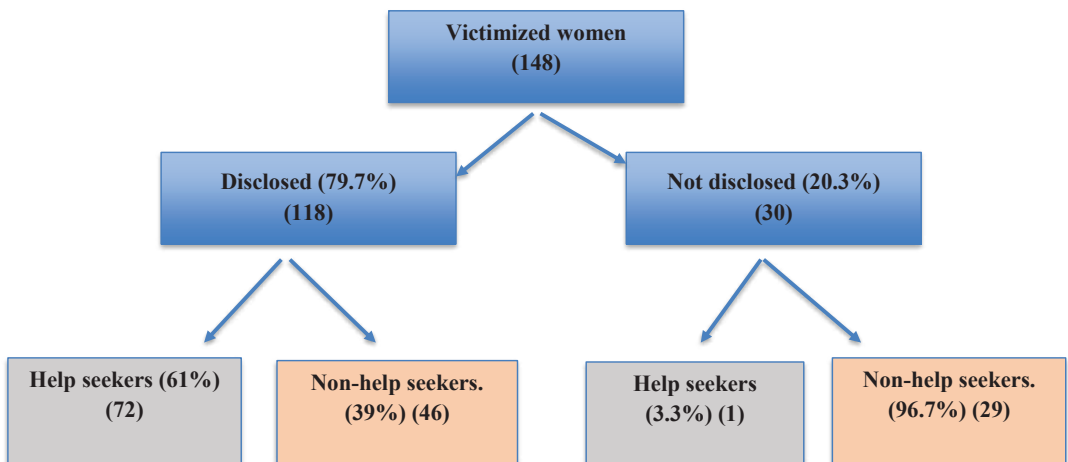 Victimized women
(148)
Disclosed (79.7%)
(118)
Not disclosed (20.3%)
(30)
Help seekers (61%)
(72)
Non-help seekers.
(39%) (46)
Help seekers
(3.3%) (1)
Non-help seekers.
(96.7%) (29)